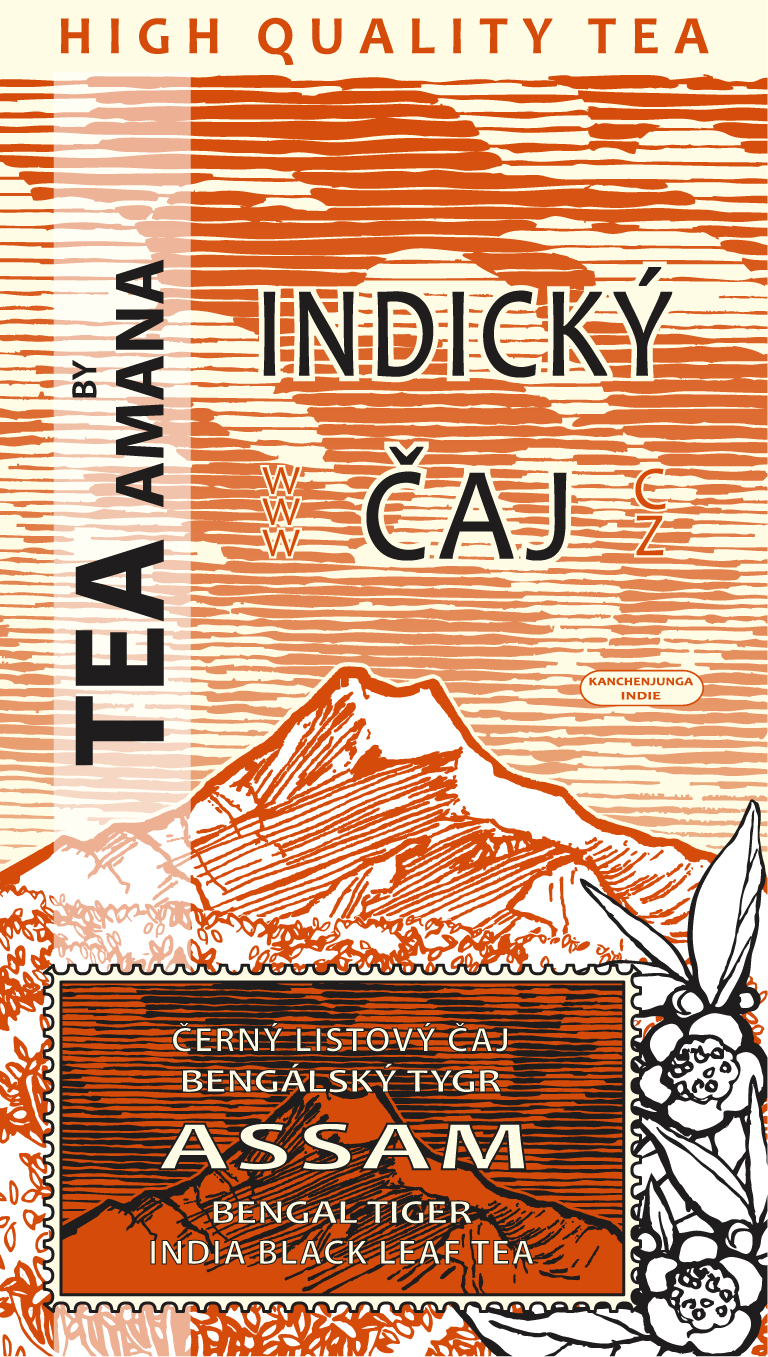 HIGH QUALITY TEA
TEA BY AMANA
INDICKÝ
WWW
ČAJ
CZ
KANCHENJUNGA
INDIE
ČERNÝ LISTOVÝ ČAJ
BENGÁLSKÝ TYGR
ASSAM
BENGAL TIGER
INDIA BLACK LEAF TEA